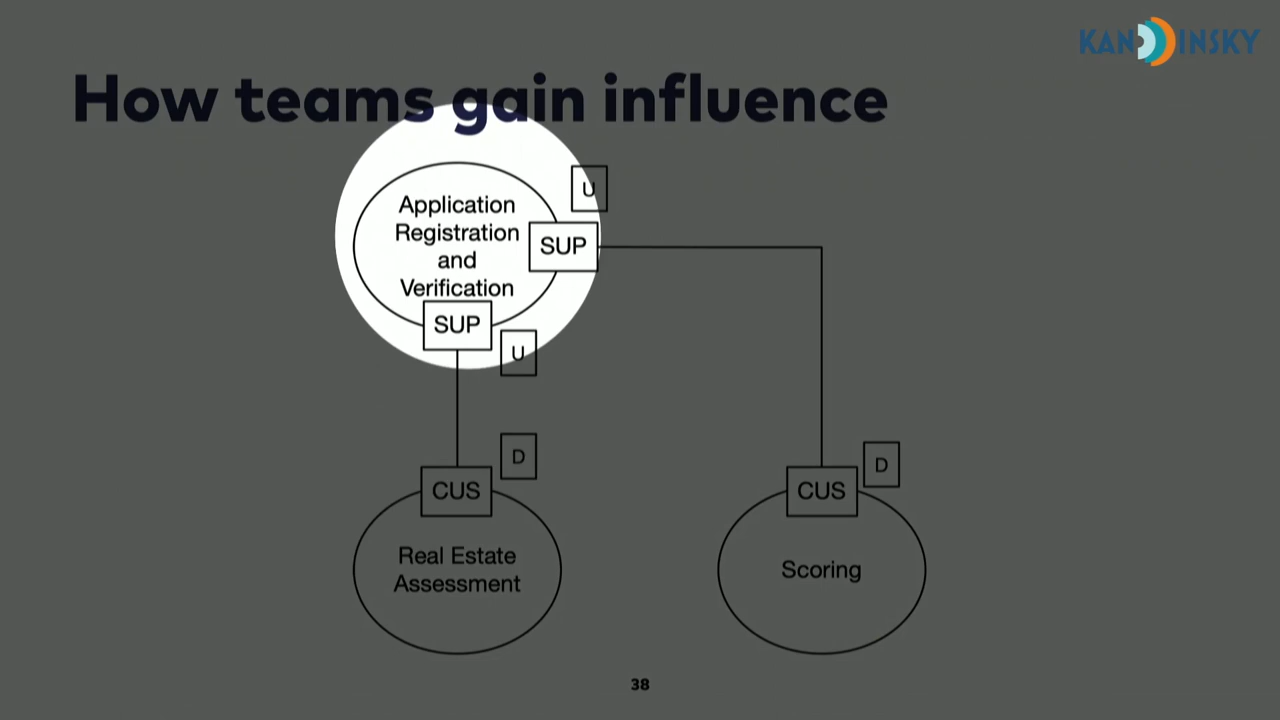 KANDINSKY
How teams gain influence
U
Application
Registration
and
Verification
SUP
SUP
U
D
CUS
Real Estate
Assessment
D
CUS
Scoring
38